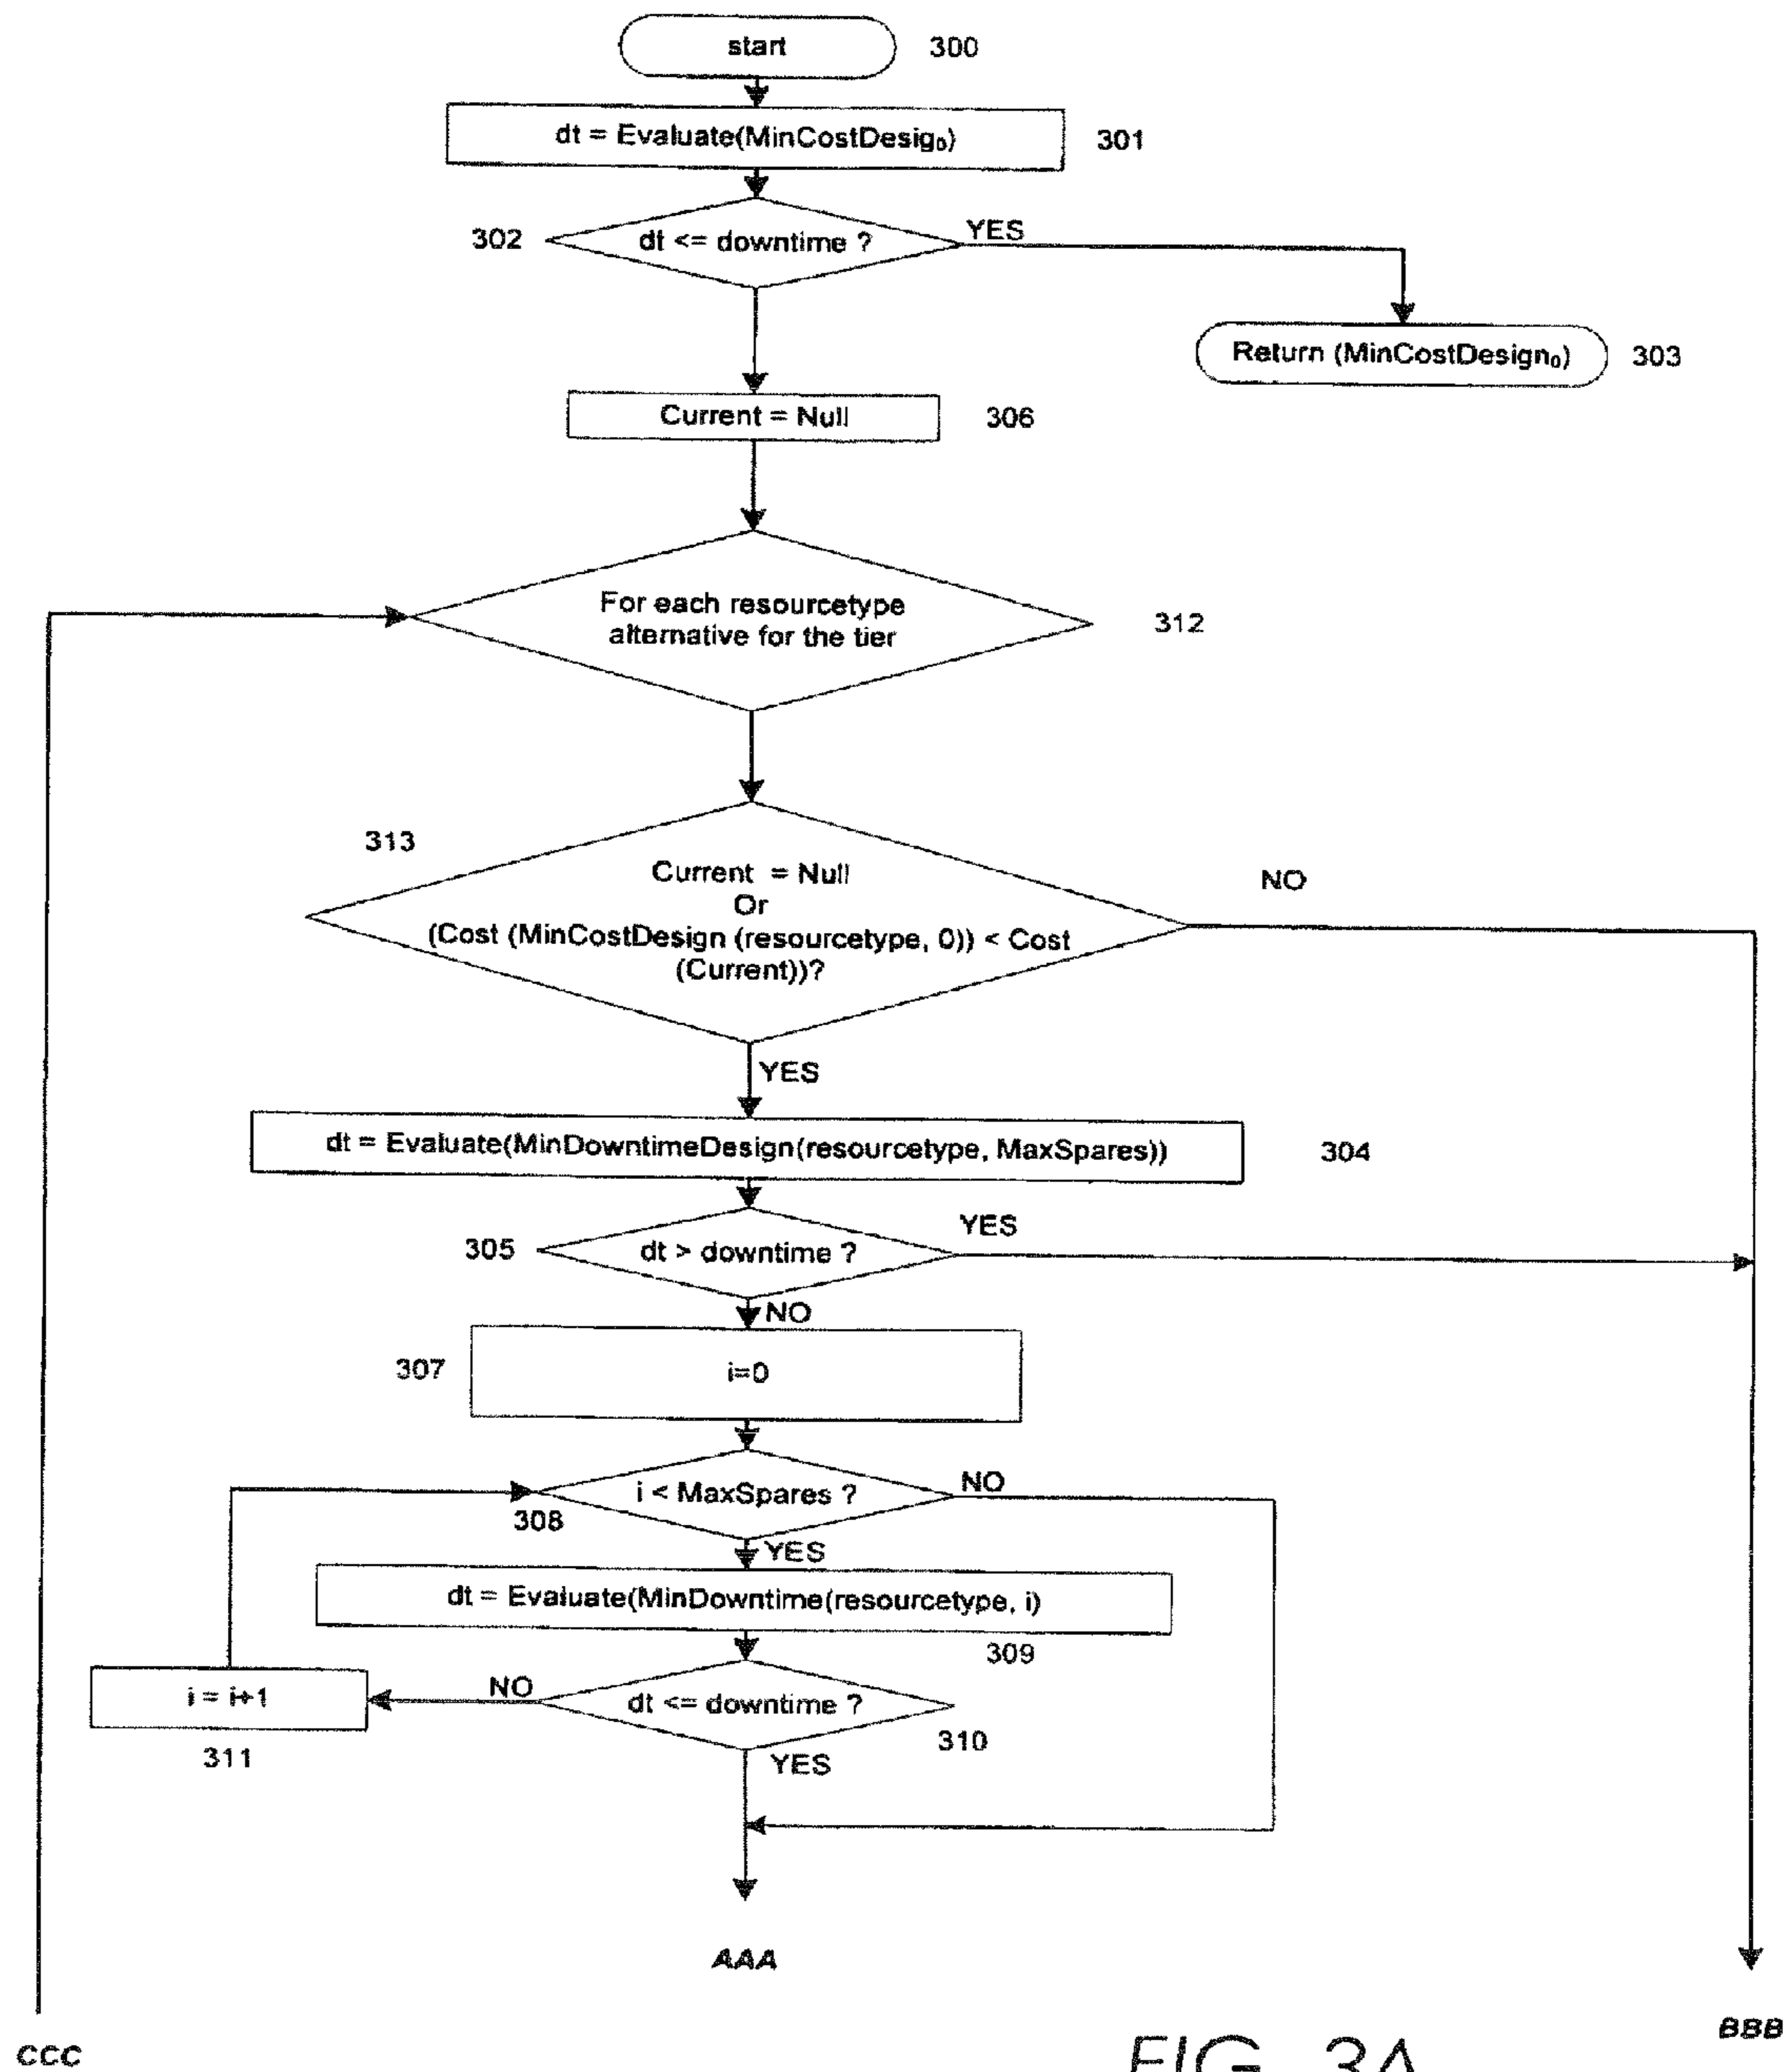 start
300
dt = Evaluate(MinCostDesig₀)
301
302
dt <= downtime ?
YES
Return (MinCostDesign₀)
303
Current = Null
306
For each resourcetype
alternative for the tier
312
313
Current = Null
Or
(Cost (MinCostDesign (resourcetype, 0)) < Cost
(Current))?
NO
YES
dt = Evaluate(MinDowntimeDesign(resourcetype, MaxSpares))
304
305
dt > downtime ?
YES
NO
307
i=0
i < MaxSpares ?
NO
308
YES
dt = Evaluate(MinDowntime(resourcetype, i)
309
i = i+1
NO
dt <= downtime ?
310
311
YES
AAA
BBB
CCC
FIG. 3A